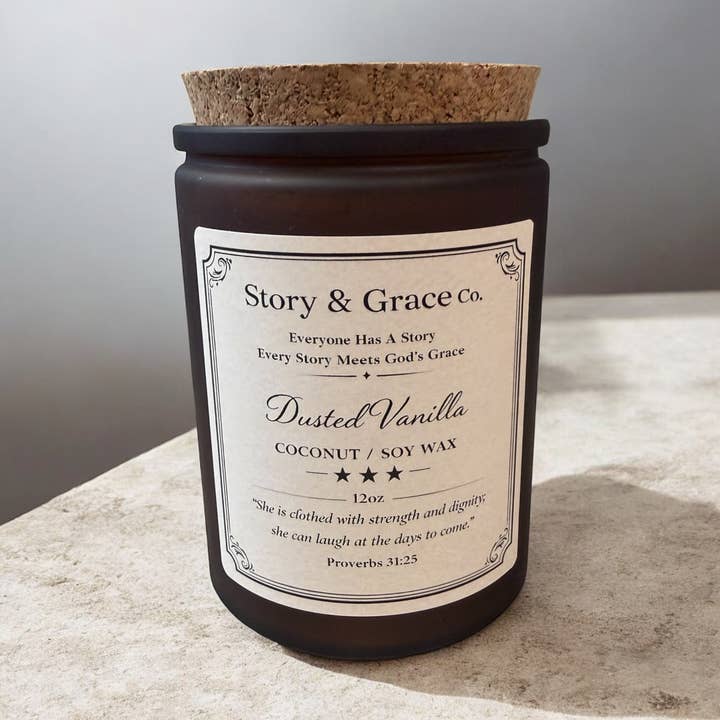 Story & Grace Co.
Everyone Has A Story
Every Story Meets God's Grace
Dusted Vanilla
COCONUT / SOY WAX
12oz
"She is clothed with strength and dignity;
she can laugh at the days to come."
Proverbs 31:25